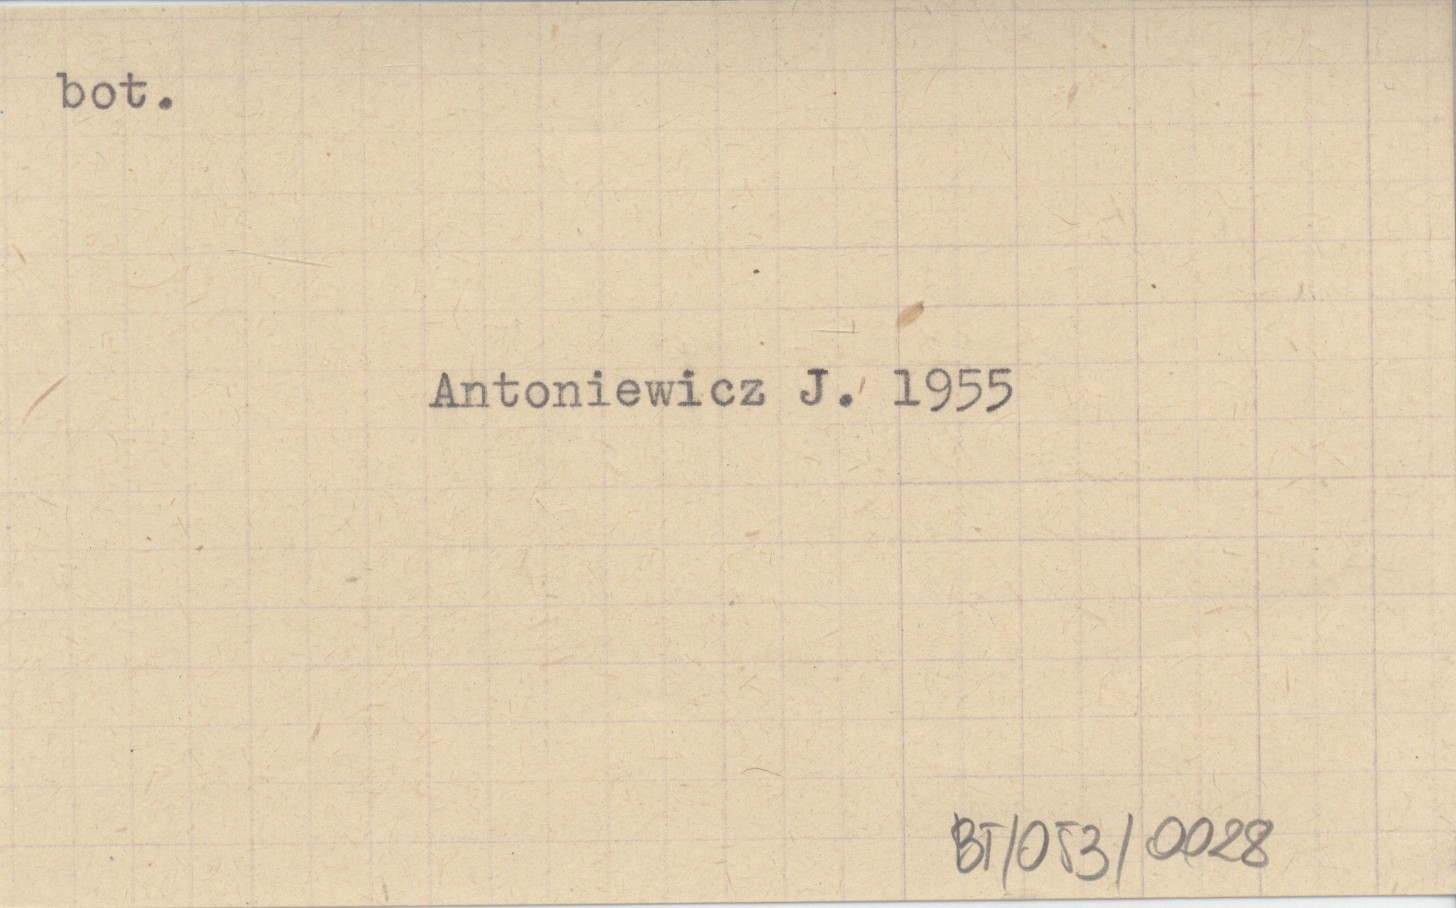 bot.
Antoniewicz J. 1955
BT/053/0028